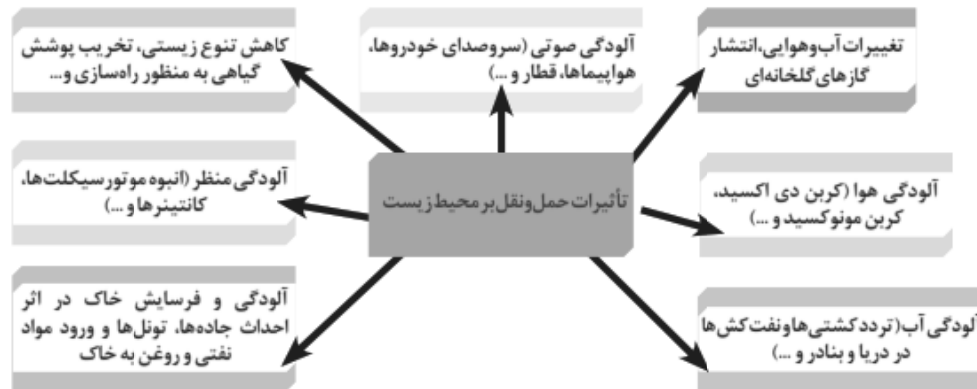 تغییرات آب‌وهوایی، انتشار
گازهای گلخانه‌ای
آلودگی صوتی (سروصدای خودروها،
هواپیماها، قطار و ...)
کاهش تنوع زیستی، تخریب پوشش
گیاهی به منظور راه‌سازی و...
تأثیرات حمل‌ونقل بر محیط زیست
آلودگی هوا (کربن دی اکسید،
کربن مونوکسید و ...)
آلودگی منظر (انبوه موتورسیکلت‌ها،
کانتینرها و ...)
آلودگی آب (تردد کشتی‌ها و نفت کش‌ها
در دریا و بنادر و ...)
آلودگی و فرسایش خاک در اثر
احداث جاده‌ها، تونل‌ها و ورود مواد
نفتی و روغن به خاک